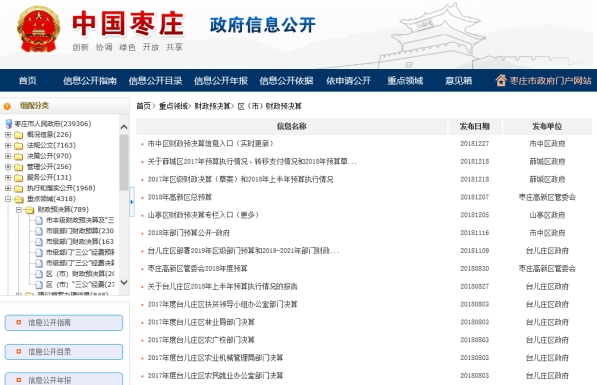 中国枣庄
创新 协调 绿色 开放 共享
政府信息公开
首页 信息公开指南 信息公开目录 信息公开年报 信息公开依据 依申请公开 重点领域 意见箱 枣庄市政府门户网站
组配分类
枣庄市人民政府(239306)
概况信息(226)
法规公文(7163)
决策公开(970)
管理公开(256)
服务公开(131)
执行和落实公开(1968)
重点领域(4318)
财政预决算(789)
市本级财政预决算及"三
市级部门财政预算(230
市级部门财政决算(163
市级部门"三公"经费预
市级部门"三公"经费决
区（市）财政预决算(20
区（市）"三公"经费(27
信息公开指南
信息公开目录
信息公开年报
首页> 重点领域> 财政预决算> 区（市）财政预决算
信息名称 发布日期 发布单位
市中区财政预决算信息入口（实时更新） 20181227 市中区政府
关于薛城区2017年预算执行情况、转移支付情况和2018年预算草... 20181218 薛城区政府
2017年区级财政决算（草案）和2018年上半年预算执行情况 20181218 薛城区政府
2018年高新区总预算 20181207 枣庄高新区管委会
山亭区财政预决算专栏入口（更多） 20181205 山亭区政府
2018年部门预算公开-政府 20181116 市中区政府
台儿庄区部署2019年区级部门预算和2019-2021年部门财政... 20181109 台儿庄区政府
枣庄高新区管委会2018年度预算 20180830 枣庄高新区管委会
关于台儿庄区2018年上半年预算执行情况的报告 20180827 台儿庄区政府
2017年度台儿庄区扶贫领导小组办公室部门决算 20180803 台儿庄区政府
2017年度台儿庄区林业局部门决算 20180803 台儿庄区政府
2017年度台儿庄区农广校部门决算 20180803 台儿庄区政府
2017年度台儿庄区农业机械管理局部门决算 20180803 台儿庄区政府
2017年度台儿庄区农民就业办公室部门决算 20180803 台儿庄区政府